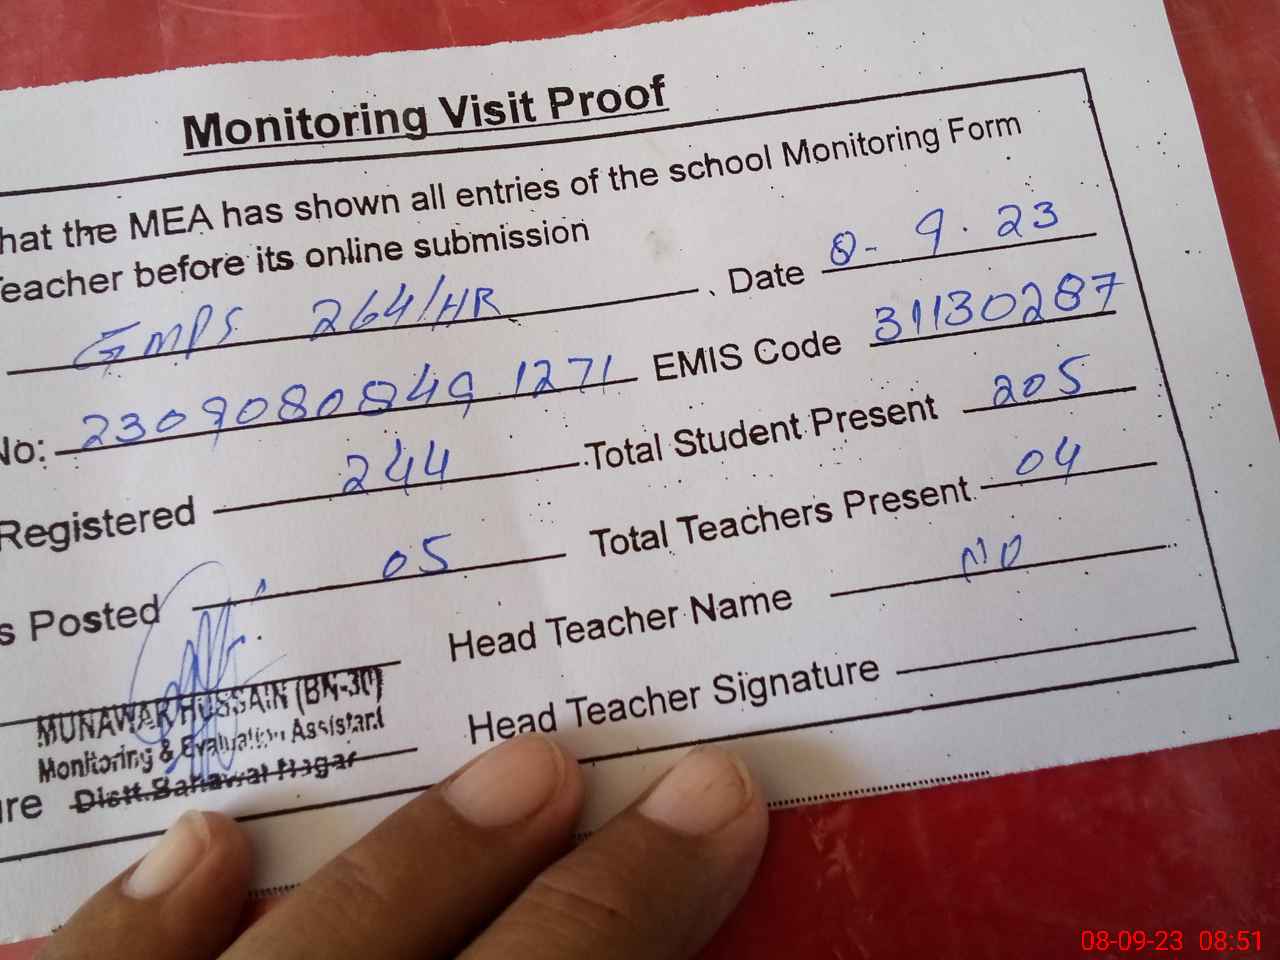 Monitoring Visit Proof
hat the MEA has shown all entries of the school Monitoring Form
Teacher before its online submission
GMPS 264/HR . Date 8-9.23
No: 2309080849 1271 EMIS Code 31130287
Registered 244 Total Student Present 205
s Posted 05 Total Teachers Present 04
Head Teacher Name NO
MUNAWAR HUSSAIN (BN-30)
Monitoring & Evaluation Assistant
Distt.Bahawal Nagar
ure
Head Teacher Signature
08-09-23 08:51